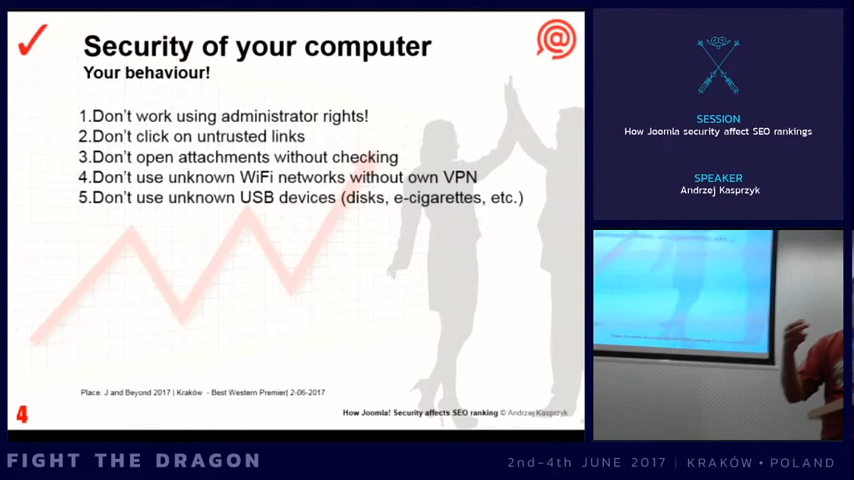 Security of your computer
Your behaviour!
1.Don't work using administrator rights!
2.Don't click on untrusted links
3.Don't open attachments without checking
4.Don't use unknown WiFi networks without own VPN
5.Don't use unknown USB devices (disks, e-cigarettes, etc.)
Place: J and Beyond 2017 | Kraków - Best Western Premier| 2-06-2017
4
How Joomla! Security affects SEO ranking © Andrzej Kasprzyk
SESSION
How Joomla security affect SEO rankings
SPEAKER
Andrzej Kasprzyk
FIGHT THE DRAGON
2nd-4th JUNE 2017 | KRAKÓW • POLAND